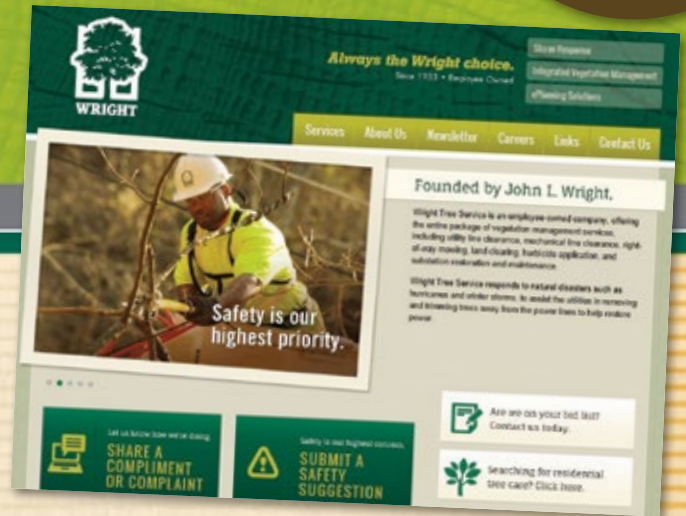 WRIGHT
Always the Wright choice.
Since 1933 • Employee Owned
Storm Response
Integrated Vegetation Management
ePlanning Solutions
Services About Us Newsletter Careers Links Contact Us
Safety is our
highest priority.
Founded by John L. Wright,
Wright Tree Service is an employee owned company, offering
the entire package of vegetation management services,
including utility line clearance, mechanical line clearance, right-
of-way mowing, land clearing, herbicide application, and
substation restoration and maintenance.
Wright Tree Service responds to natural disasters such as
hurricanes and winter storms, to assist the utilities in removing
and trimming trees away from the power lines to help restore
power.
Let us know how we're doing.
SHARE A
COMPLIMENT
OR COMPLAINT
Safety is our highest concern.
SUBMIT A
SAFETY
SUGGESTION
Are are on your bid list?
Contact us today.
Searching for residential
tree care? Click here.